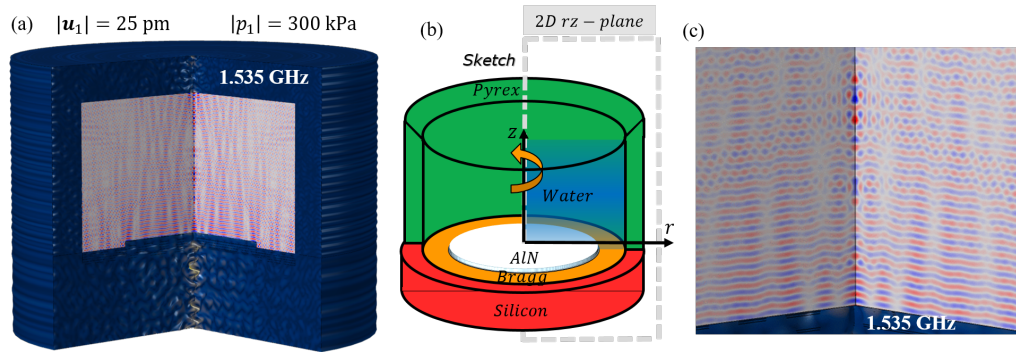 (a) |𝒖₁| = 25 pm |p₁| = 300 kPa
1.535 GHz
(b)
2D rz − plane
Sketch
Pyrex
z
Water
r
AlN
Bragg
Silicon
(c)
1.535 GHz